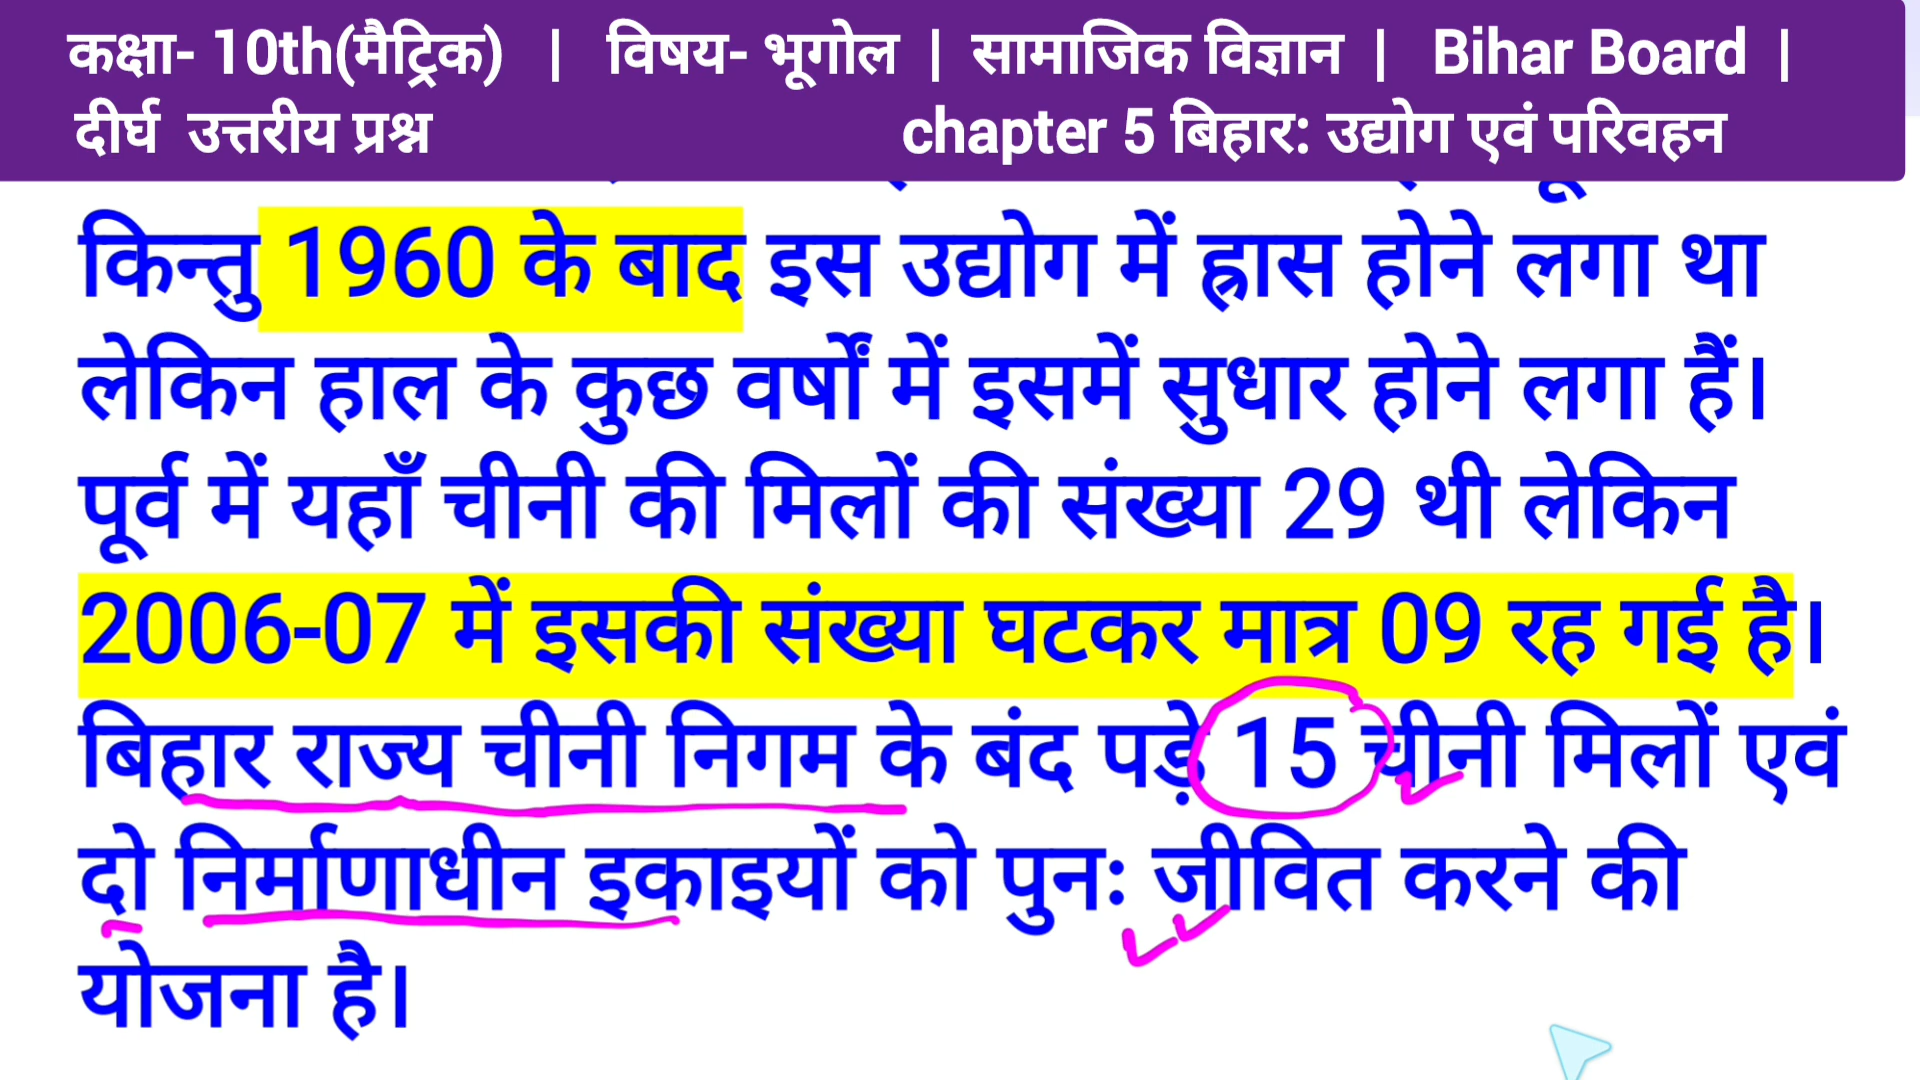 कक्षा- 10th(मैट्रिक) | विषय- भूगोल | सामाजिक विज्ञान | Bihar Board |
दीर्घ उत्तरीय प्रश्न chapter 5 बिहार: उद्योग एवं परिवहन
किन्तु 1960 के बाद इस उद्योग में ह्रास होने लगा था
लेकिन हाल के कुछ वर्षों में इसमें सुधार होने लगा हैं।
पूर्व में यहाँ चीनी की मिलों की संख्या 29 थी लेकिन
2006-07 में इसकी संख्या घटकर मात्र 09 रह गई है।
बिहार राज्य चीनी निगम के बंद पड़े 15 चीनी मिलों एवं
दो निर्माणाधीन इकाइयों को पुनः जीवित करने की
योजना है।